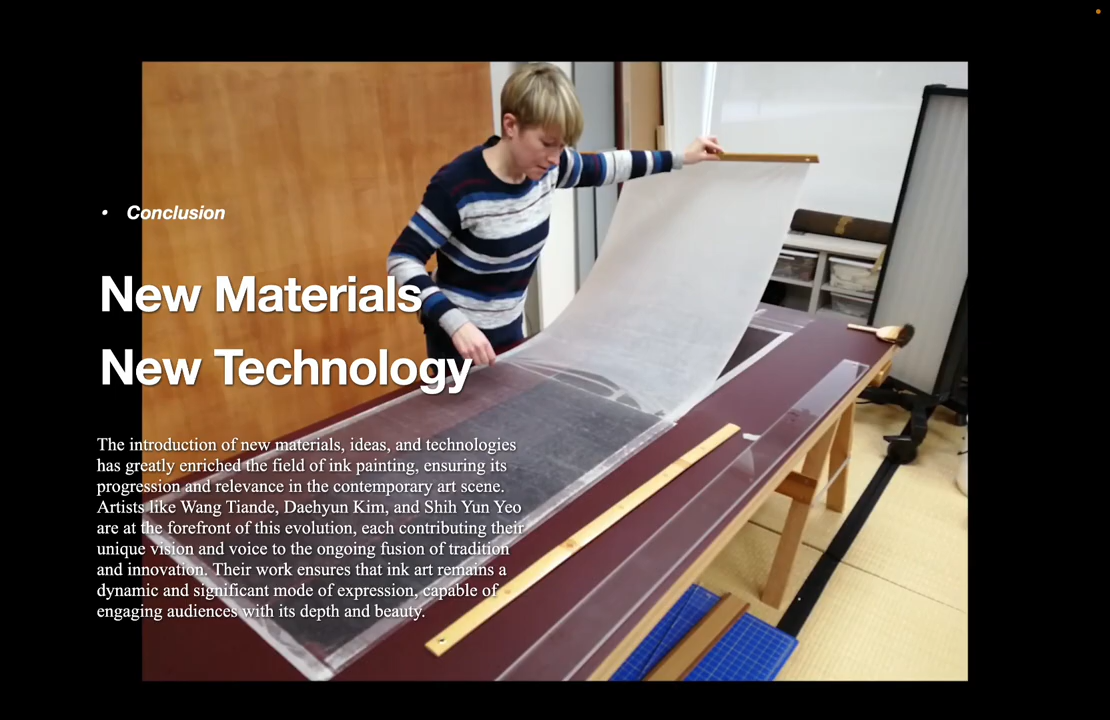 • Conclusion
New Materials
New Technology
The introduction of new materials, ideas, and technologies
has greatly enriched the field of ink painting, ensuring its
progression and relevance in the contemporary art scene.
Artists like Wang Tiande, Daehyun Kim, and Shih Yun Yeo
are at the forefront of this evolution, each contributing their
unique vision and voice to the ongoing fusion of tradition
and innovation. Their work ensures that ink art remains a
dynamic and significant mode of expression, capable of
engaging audiences with its depth and beauty.